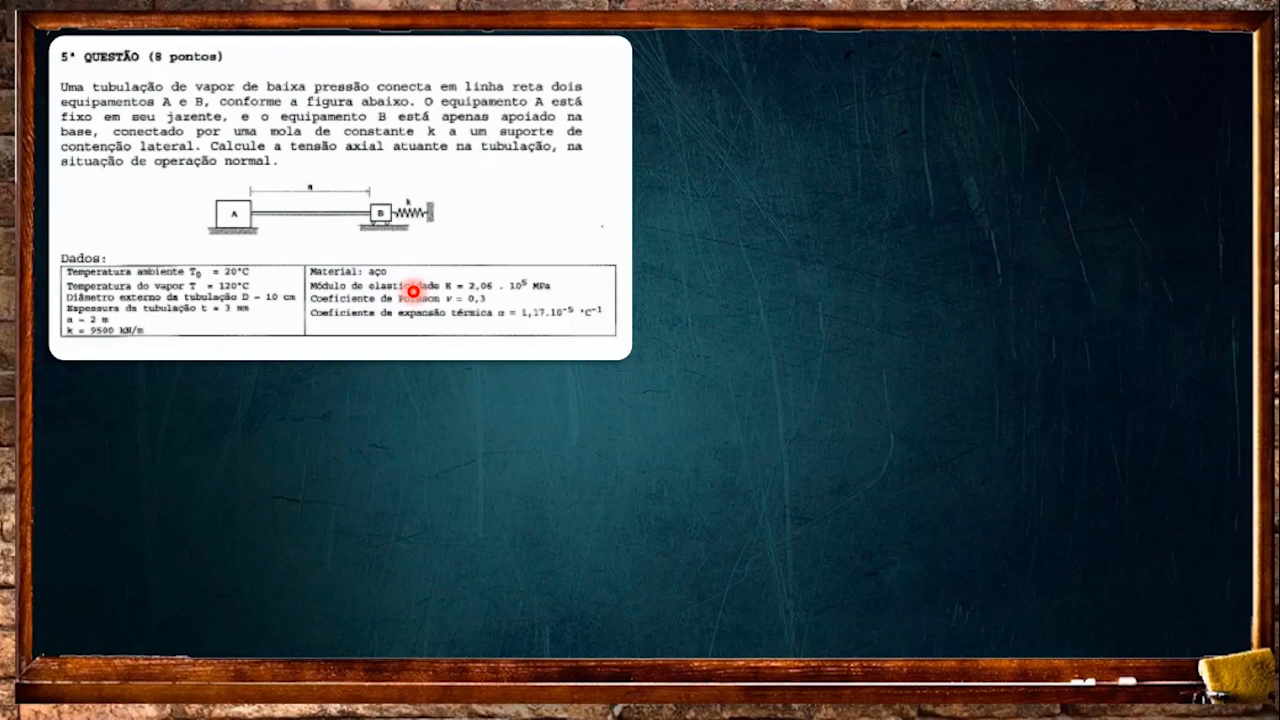 5ª QUESTÃO (8 pontos)
Uma tubulação de vapor de baixa pressão conecta em linha reta dois
equipamentos A e B, conforme a figura abaixo. O equipamento A está
fixo em seu jazente, e o equipamento B está apenas apoiado na
base, conectado por uma mola de constante k a um suporte de
contenção lateral. Calcule a tensão axial atuante na tubulação, na
situação de operação normal.
a
k
A
B
Dados:
Temperatura ambiente T₀ = 20°C
Temperatura do vapor T = 120°C
Diâmetro externo da tubulação D = 10 cm
Espessura da tubulação t = 3 mm
a = 2 m
k = 9500 kN/m
Material: aço
Módulo de elasticidade E = 2,06 . 10⁵ MPa
Coeficiente de Poisson ν = 0,3
Coeficiente de expansão térmica α = 1,17.10⁻⁵ °C⁻¹